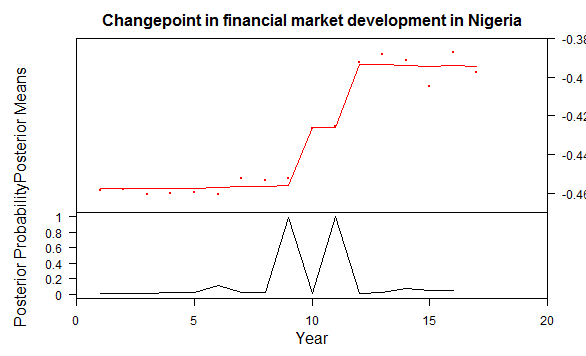 Changepoint in financial market development in Nigeria
Posterior Means
-0.38
-0.4
-0.42
-0.44
-0.46
Posterior Probability
1
0.8
0.6
0.4
0.2
0
0 5 10 15 20
Year